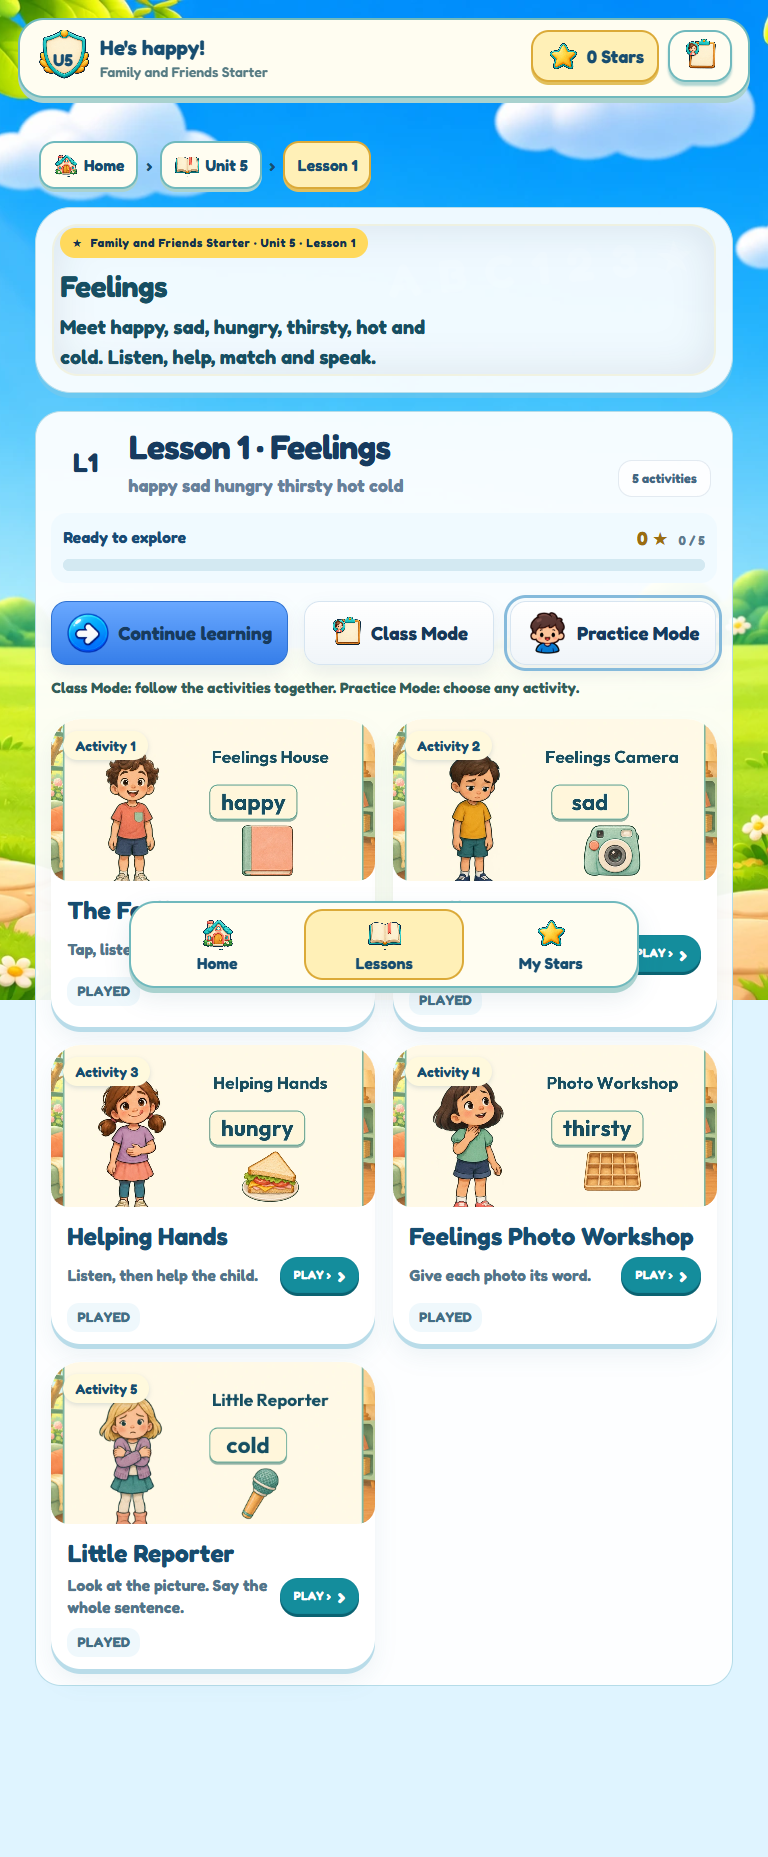 U5
He's happy!
Family and Friends Starter
0 Stars
Home › Unit 5 › Lesson 1
★ Family and Friends Starter · Unit 5 · Lesson 1
Feelings
Meet happy, sad, hungry, thirsty, hot and
cold. Listen, help, match and speak.
L1
Lesson 1 · Feelings
happy sad hungry thirsty hot cold
5 activities
Ready to explore
0 ★ 0 / 5
Continue learning
Class Mode
Practice Mode
Class Mode: follow the activities together. Practice Mode: choose any activity.
Activity 1
Feelings House
happy
Activity 2
Feelings Camera
sad
The
Tap,
PLAYED
PLAY ›
PLAYED
Home
Lessons
My Stars
Activity 3
Helping Hands
hungry
Helping Hands
Listen, then help the child.
PLAY ›
PLAYED
Activity 4
Photo Workshop
thirsty
Feelings Photo Workshop
Give each photo its word.
PLAY ›
PLAYED
Activity 5
Little Reporter
cold
Little Reporter
Look at the picture. Say the
whole sentence.
PLAY ›
PLAYED